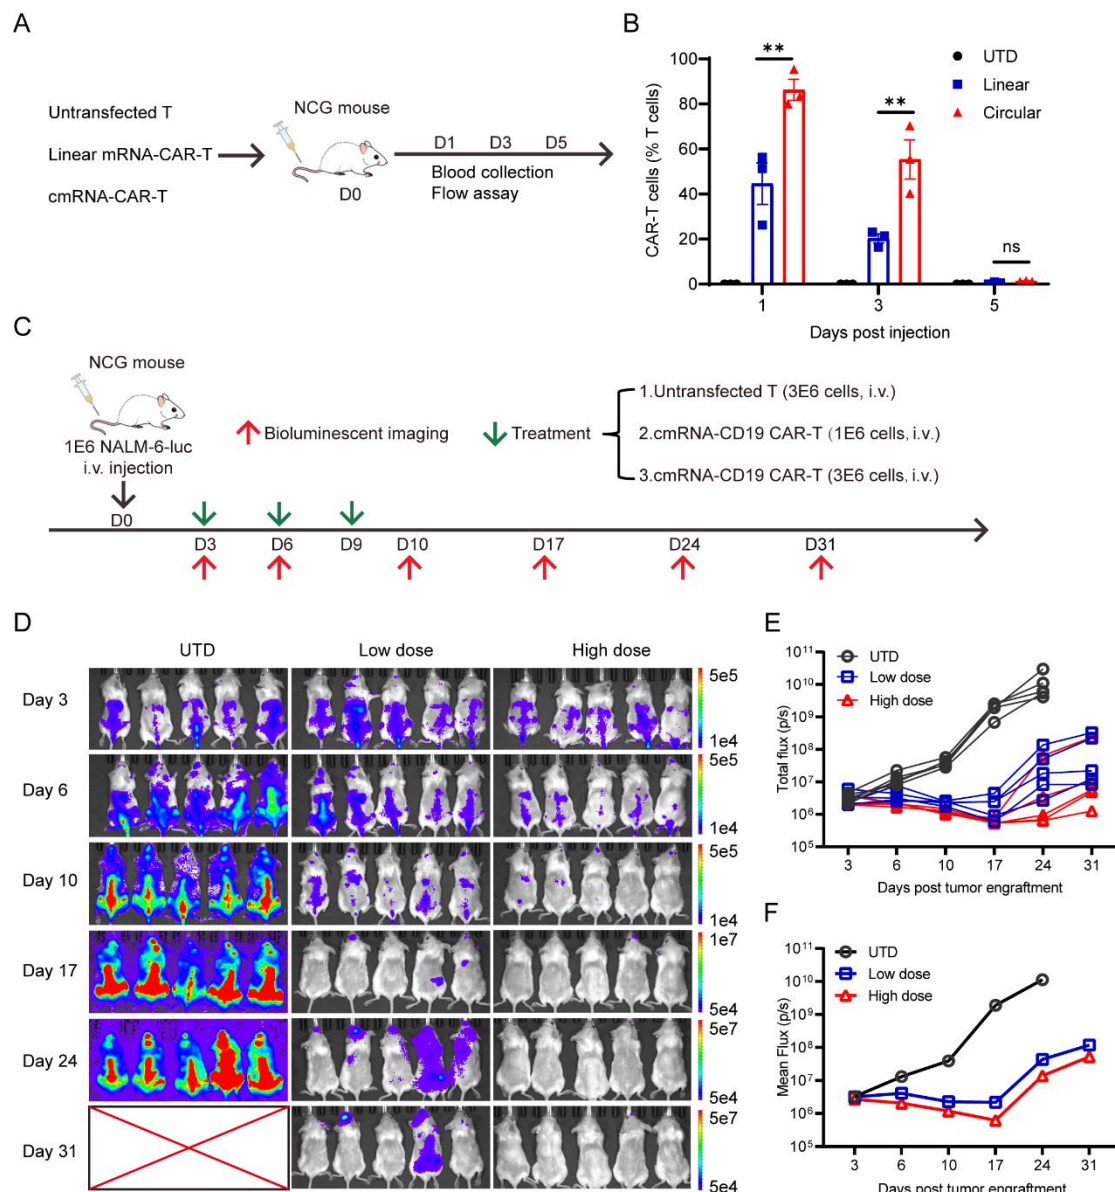 A
Untransfected T
Linear mRNA-CAR-T
cmRNA-CAR-T
NCG mouse
D0
D1 D3 D5
Blood collection
Flow assay
B
CAR-T cells (% T cells)
100
80
60
40
20
0
** ** ns
UTD
Linear
Circular
1 3 5
Days post injection
C
NCG mouse
1E6 NALM-6-luc
i.v. injection
Bioluminescent imaging
Treatment
1.Untransfected T (3E6 cells, i.v.)
2.cmRNA-CD19 CAR-T (1E6 cells, i.v.)
3.cmRNA-CD19 CAR-T (3E6 cells, i.v.)
D0
D3 D6 D9 D10 D17 D24 D31
D
UTD Low dose High dose
Day 3
5e5
1e4
Day 6
5e5
1e4
Day 10
5e5
1e4
Day 17
1e7
5e4
Day 24
5e7
5e4
Day 31
5e7
5e4
E
Total flux (p/s)
10¹¹
10¹⁰
10⁹
10⁸
10⁷
10⁶
10⁵
UTD
Low dose
High dose
3 6 10 17 24 31
Days post tumor engraftment
F
Mean Flux (p/s)
10¹¹
10¹⁰
10⁹
10⁸
10⁷
10⁶
10⁵
UTD
Low dose
High dose
3 6 10 17 24 31
Days post tumor engraftment